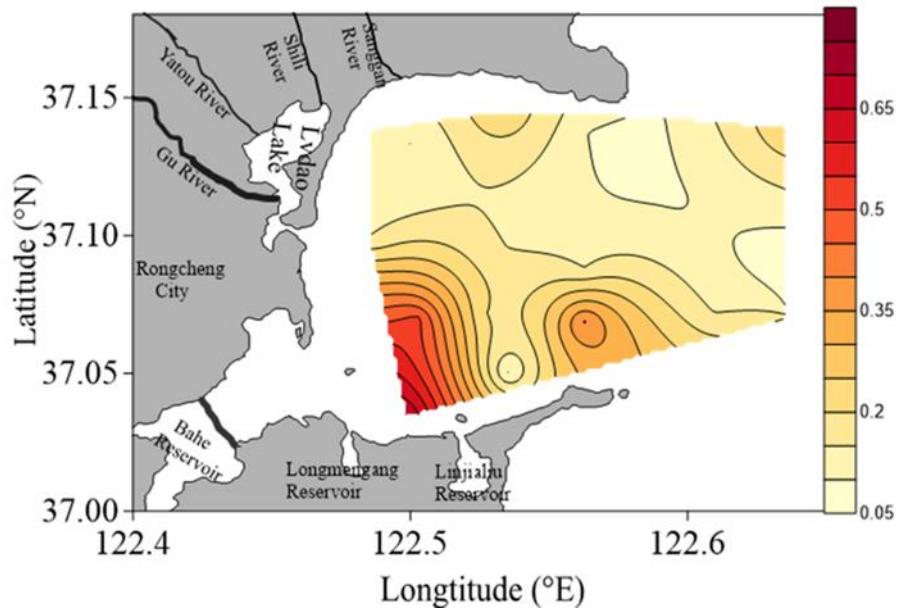 Yatou River
Shili
River
Sanggan
River
0.65
37.15
Lvdao
Lake
Gu River
0.5
37.10
Latitude (°N)
Rongcheng
City
0.35
37.05
0.2
Bahe
Reservoir
Longmengang
Reservoir
Linjialiu
Reservoir
37.00
0.05
122.4
122.5
122.6
Longtitude (°E)